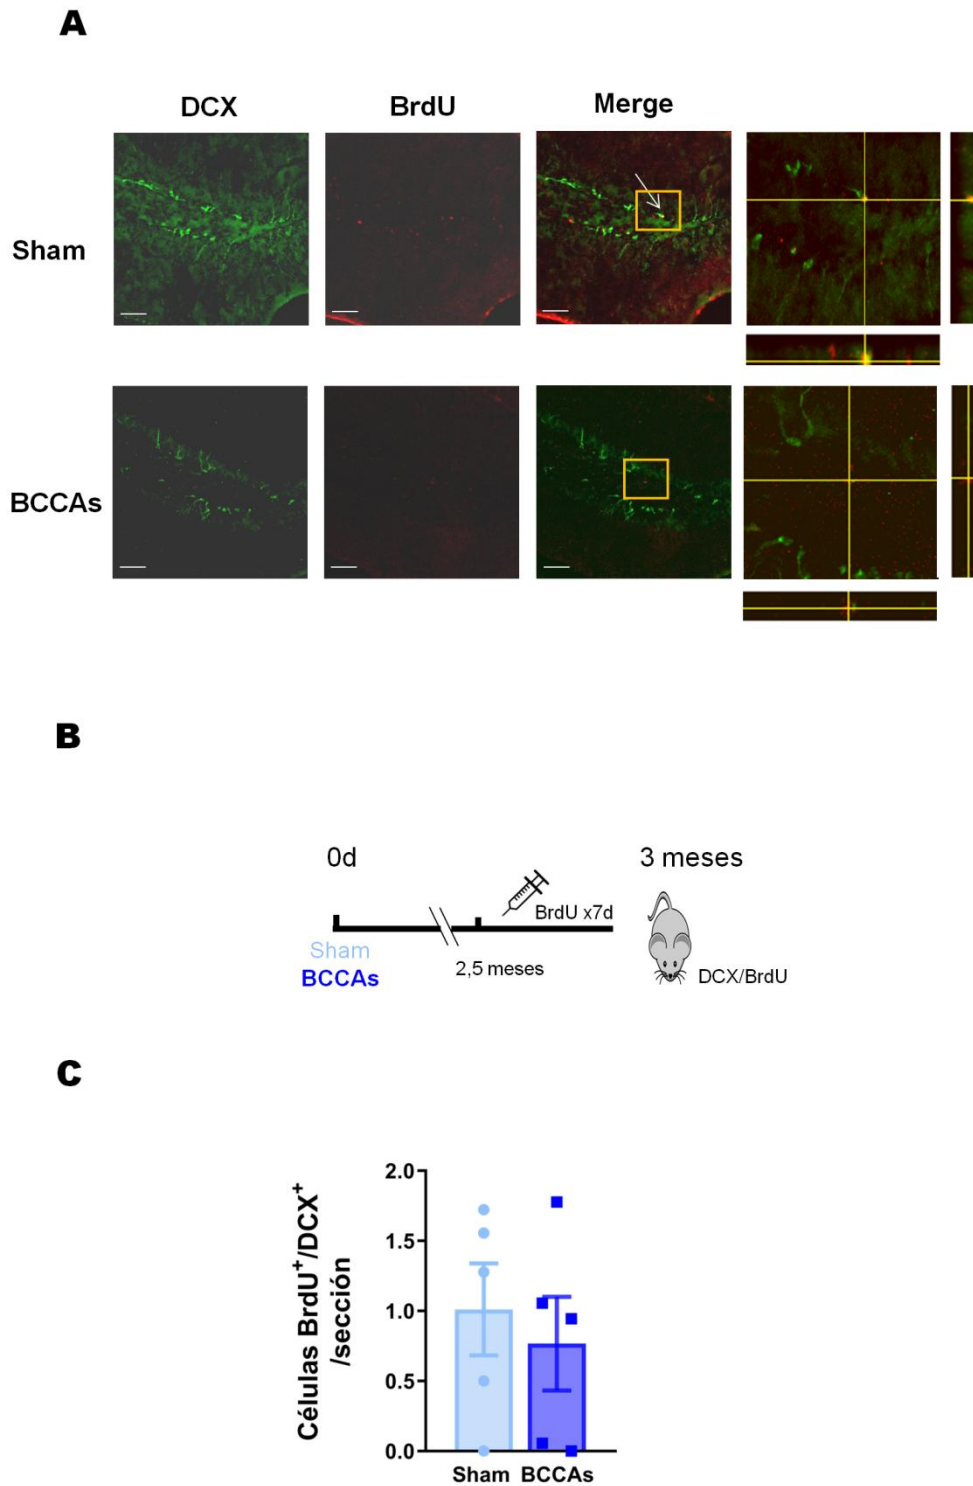 A
DCX BrdU Merge
Sham
BCCAs
B
0d 3 meses
BrdU x7d
Sham
BCCAs
2,5 meses
DCX/BrdU
C
Células BrdU⁺/DCX⁺
/sección
2.0
1.5
1.0
0.5
0.0
Sham BCCAs